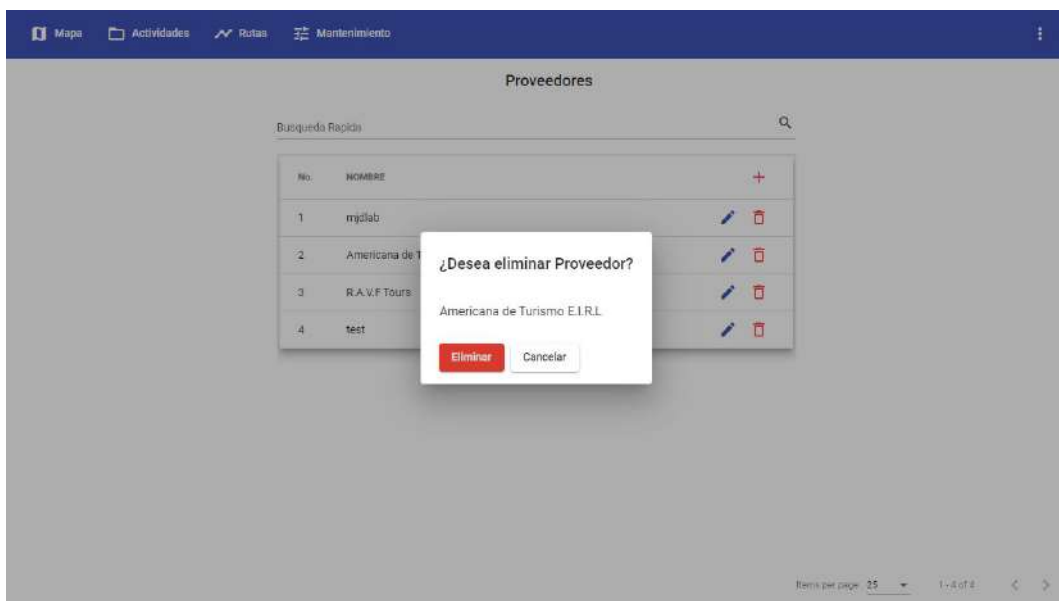 Mapa Actividades Rutas Mantenimiento
Proveedores
Busqueda Rapida
No. NOMBRE
1 mjdlab
2 Americana de T
3 R.A.V.F Tours
4 test
¿Desea eliminar Proveedor?
Americana de Turismo E.I.R.L
Eliminar Cancelar
Items per page: 25 1 - 4 of 4